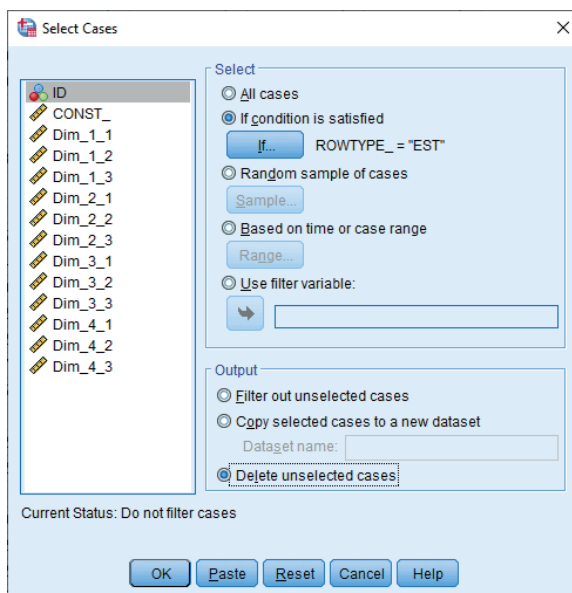 Select Cases
ID
CONST_
Dim_1_1
Dim_1_2
Dim_1_3
Dim_2_1
Dim_2_2
Dim_2_3
Dim_3_1
Dim_3_2
Dim_3_3
Dim_4_1
Dim_4_2
Dim_4_3
Select
All cases
If condition is satisfied
If... ROWTYPE_ = "EST"
Random sample of cases
Sample...
Based on time or case range
Range...
Use filter variable:
Output
Filter out unselected cases
Copy selected cases to a new dataset
Dataset name:
Delete unselected cases
Current Status: Do not filter cases
OK Paste Reset Cancel Help